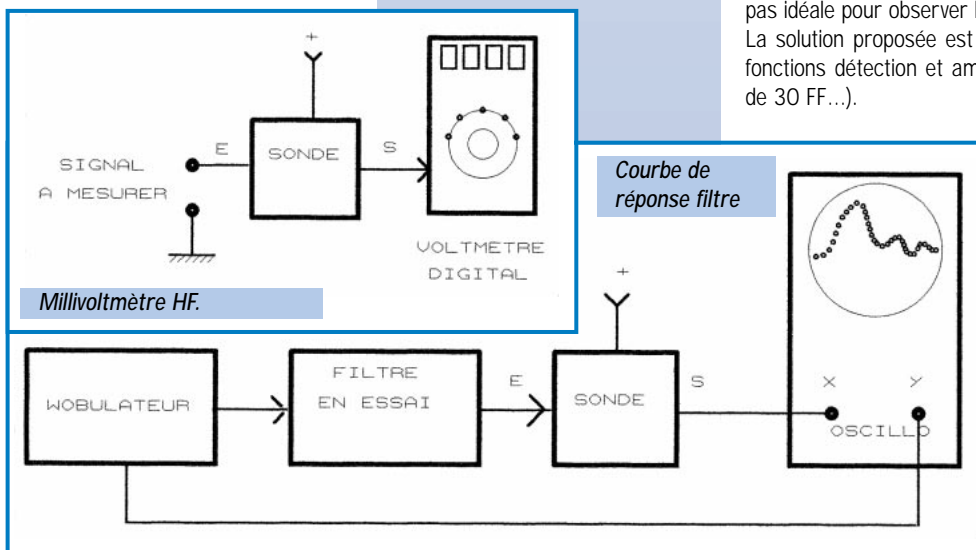 pas idéale pour observer l
La solution proposée est
fonctions détection et am
de 30 FF...).
+
SIGNAL
A MESURER
E
SONDE
S
VOLTMETRE
DIGITAL
Millivoltmètre HF.
Courbe de
réponse filtre
+
WOBULATEUR
FILTRE
EN ESSAI
E
SONDE
S
X Y
OSCILLO